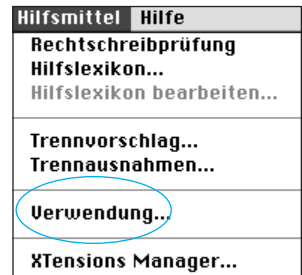 Hilfsmittel Hilfe
Rechtschreibprüfung
Hilfslexikon...
Hilfslexikon bearbeiten...
Trennvorschlag...
Trennausnahmen...
Verwendung...
XTensions Manager...